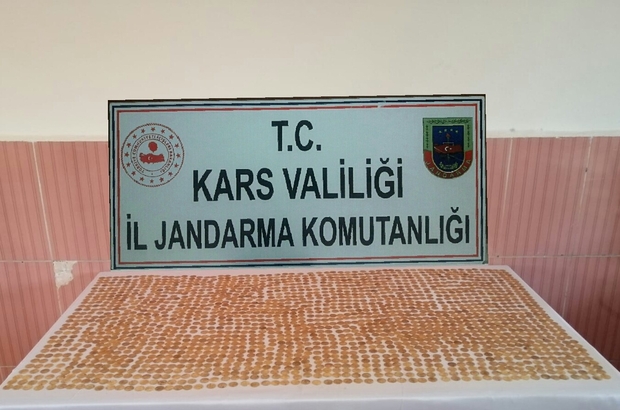 T.C.
KARS VALİLİĞİ
İL JANDARMA KOMUTANLIĞI